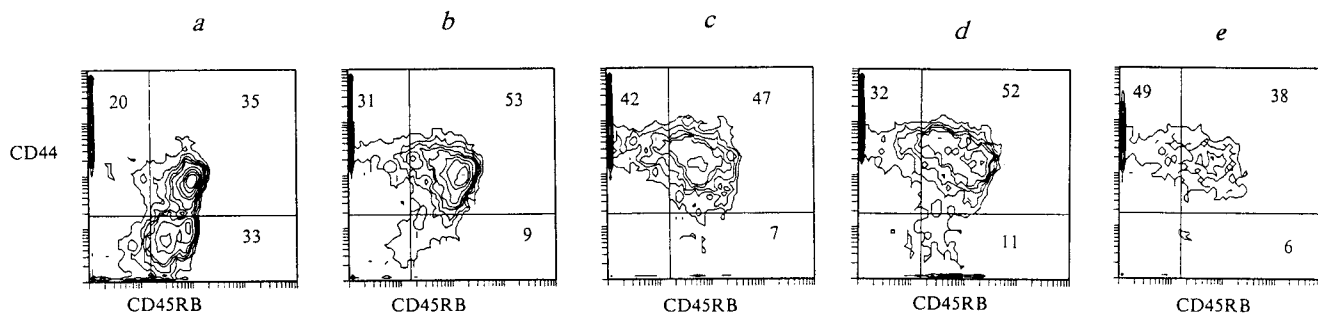 a b c d e
20 35 31 53 42 47 32 52 49 38
CD44
33 9 7 11 6
CD45RB CD45RB CD45RB CD45RB CD45RB